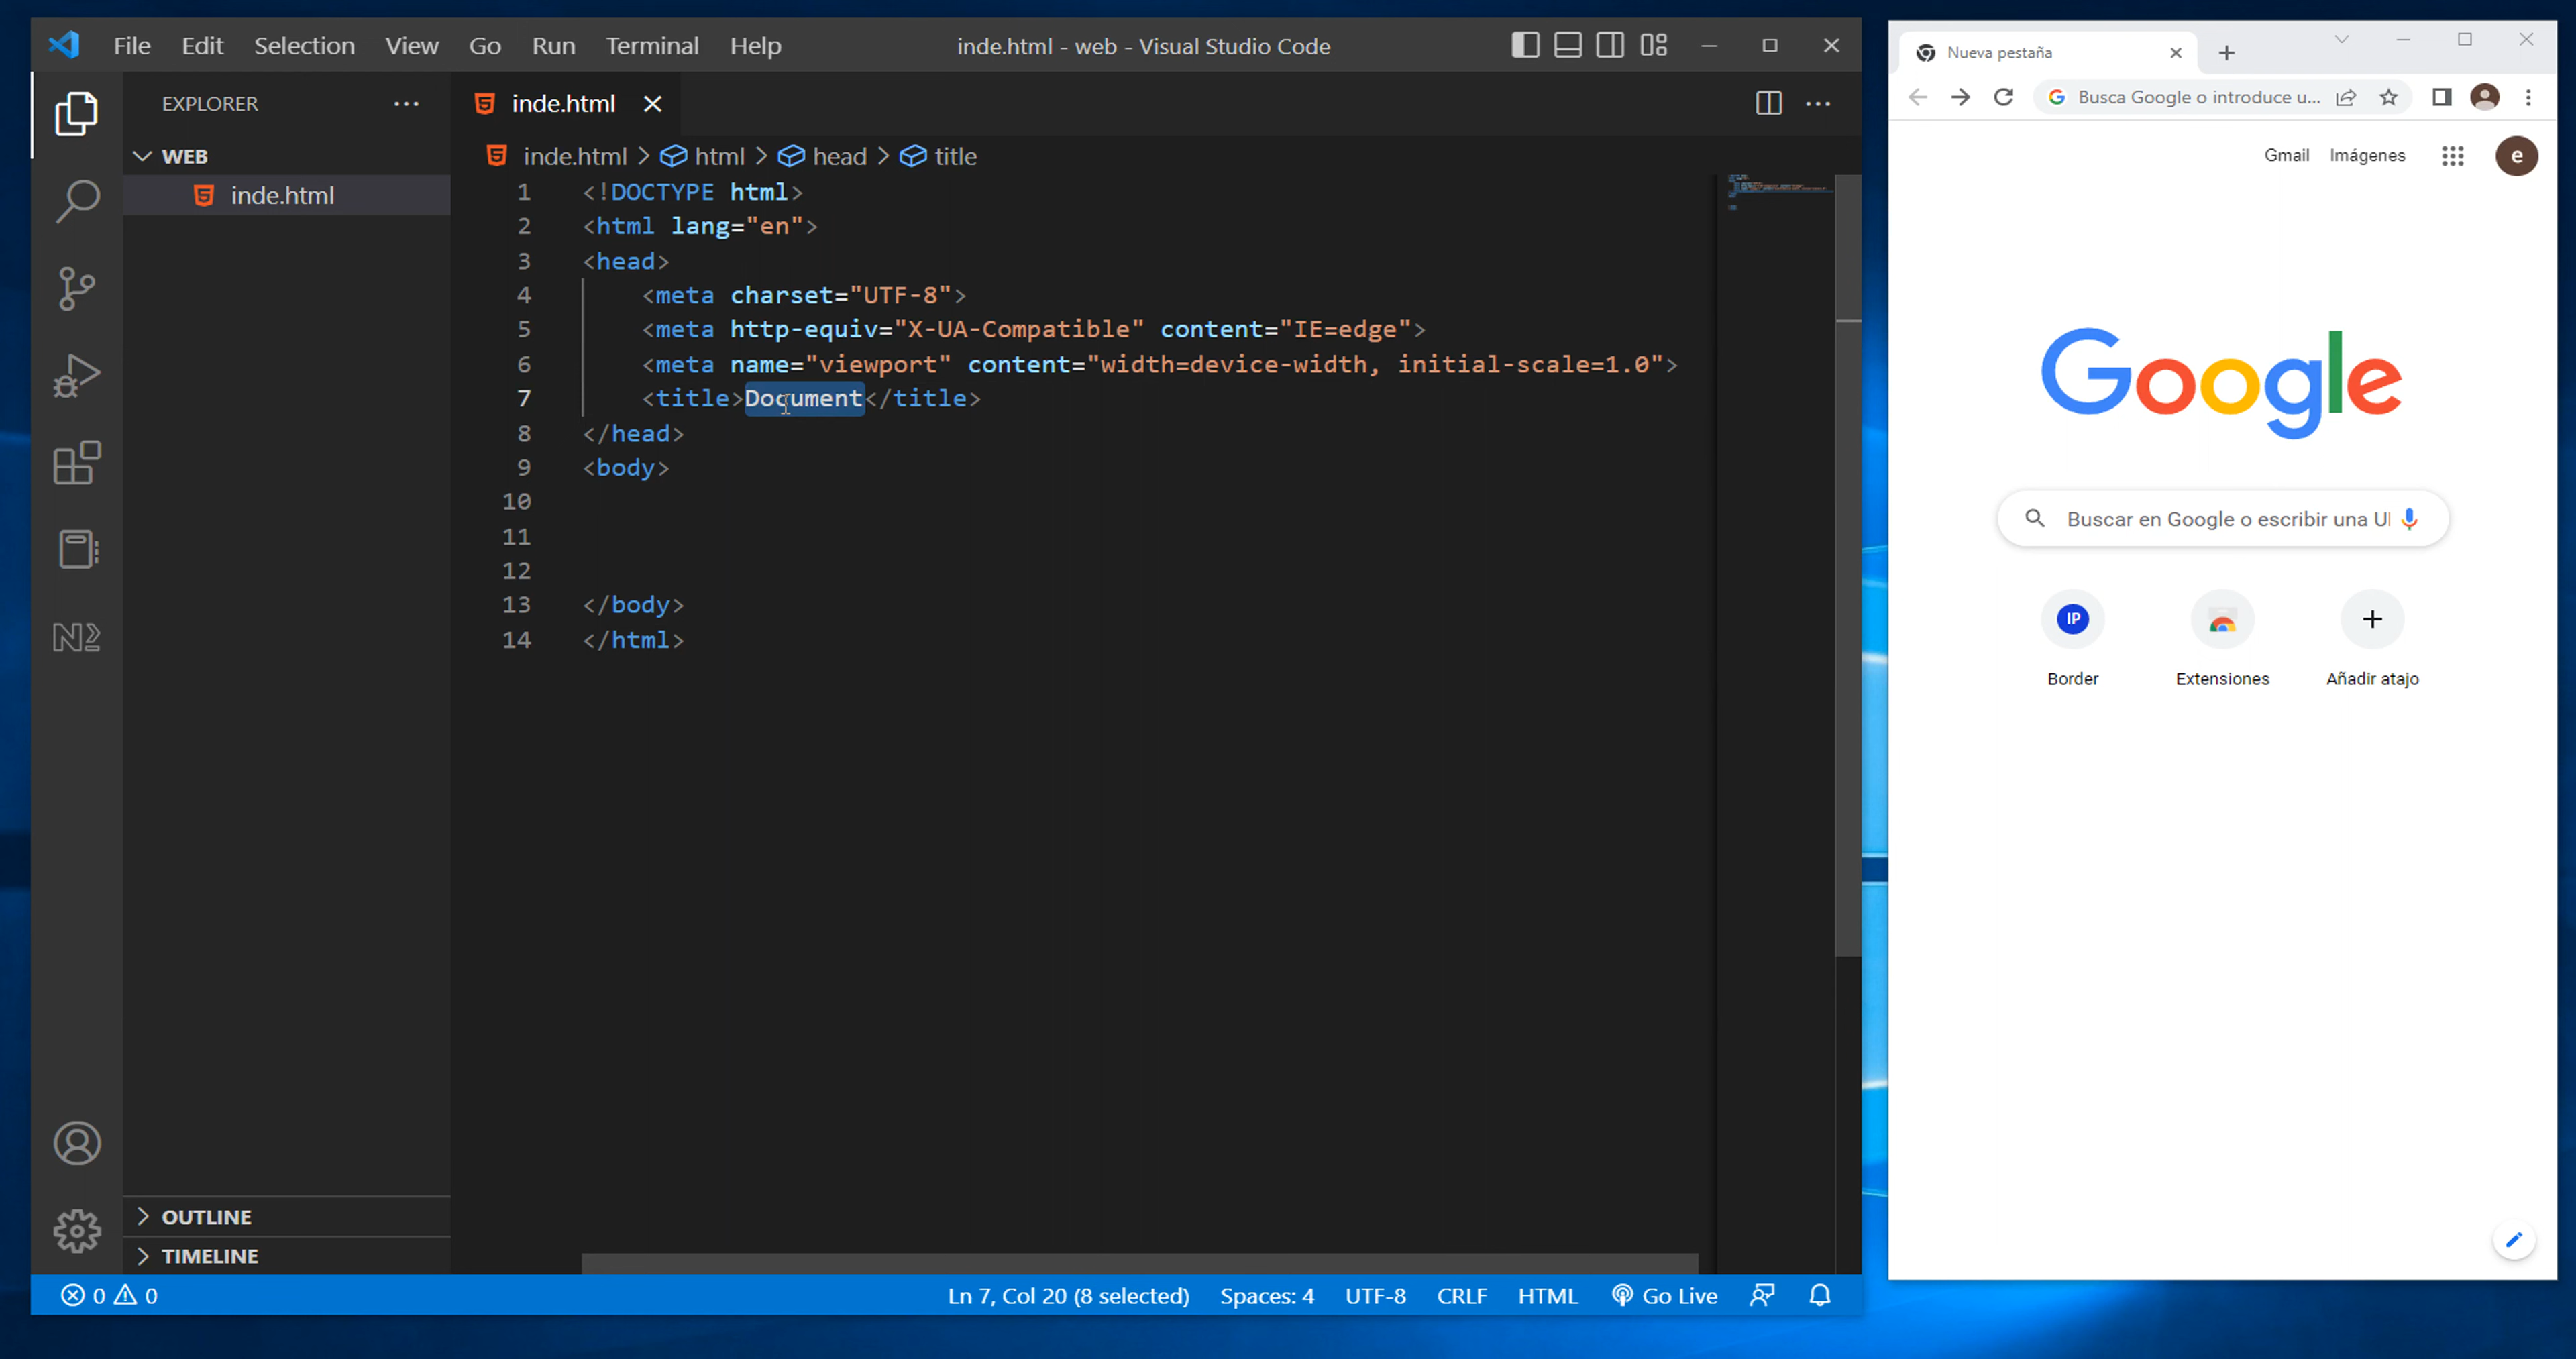 File Edit Selection View Go Run Terminal Help
inde.html - web - Visual Studio Code
EXPLORER
WEB
inde.html
OUTLINE
TIMELINE
inde.html
inde.html > html > head > title
1 <!DOCTYPE html>
2 <html lang="en">
3 <head>
4 <meta charset="UTF-8">
5 <meta http-equiv="X-UA-Compatible" content="IE=edge">
6 <meta name="viewport" content="width=device-width, initial-scale=1.0">
7 <title>Document</title>
8 </head>
9 <body>
10
11
12
13 </body>
14 </html>
0 0
Ln 7, Col 20 (8 selected) Spaces: 4 UTF-8 CRLF HTML Go Live
Nueva pestaña
Busca Google o introduce u...
Gmail Imágenes e
Google
Buscar en Google o escribir una U
IP
Border Extensiones Añadir atajo